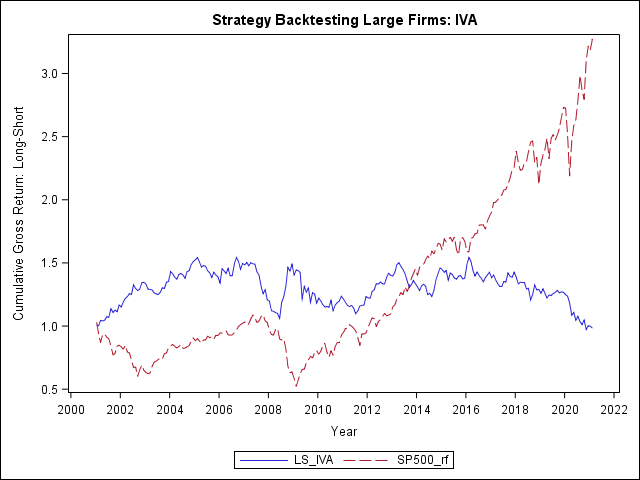 Strategy Backtesting Large Firms: IVA
Cumulative Gross Return: Long-Short
3.0
2.5
2.0
1.5
1.0
0.5
2000 2002 2004 2006 2008 2010 2012 2014 2016 2018 2020 2022
Year
LS_IVA SP500_rf